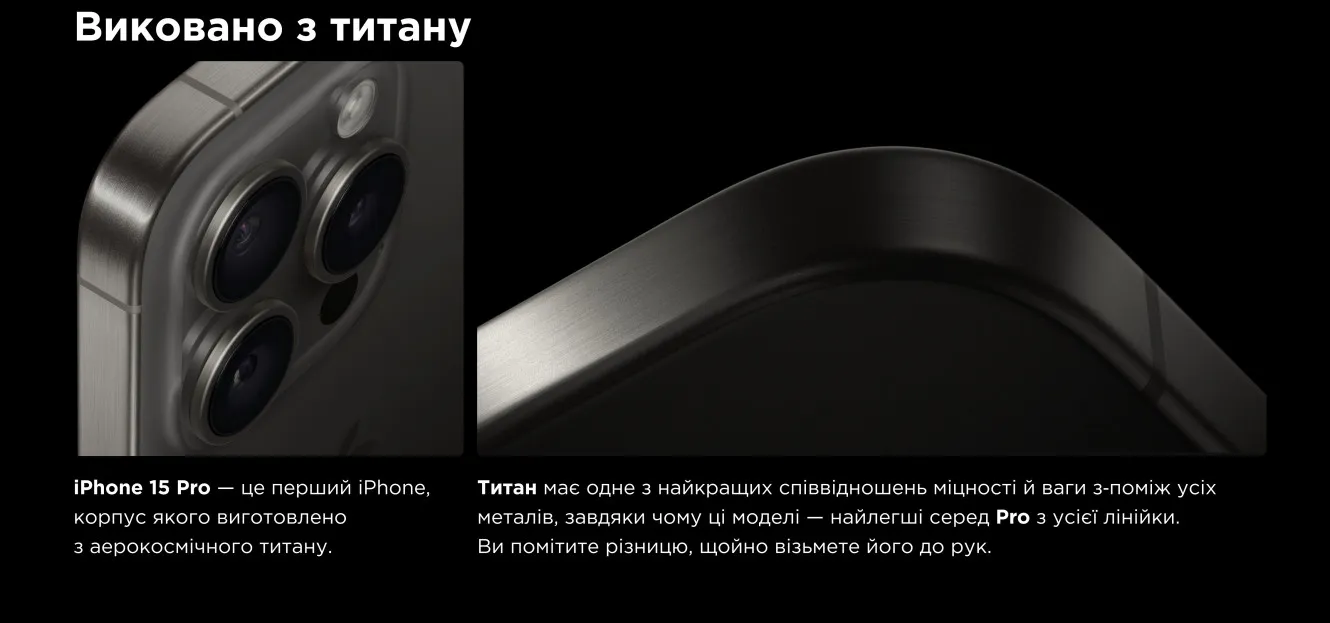 Виковано з титану
iPhone 15 Pro — це перший iPhone,
корпус якого виготовлено
з аерокосмічного титану.
Титан має одне з найкращих співвідношень міцності й ваги з-поміж усіх
металів, завдяки чому ці моделі — найлегші серед Pro з усієї лінійки.
Ви помітите різницю, щойно візьмете його до рук.